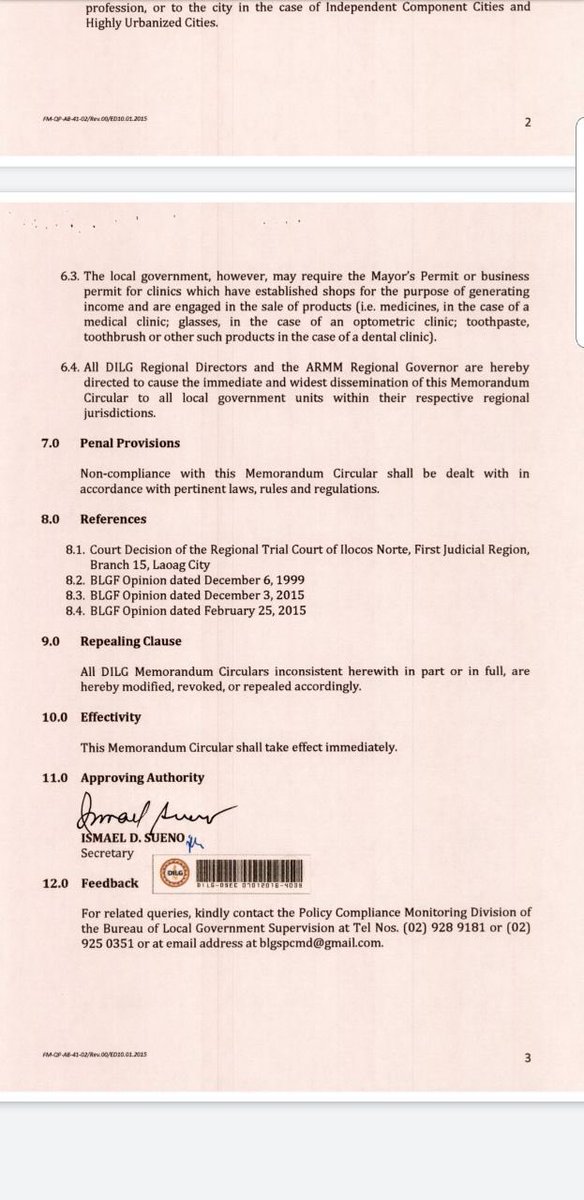 profession, or to the city in the case of Independent Component Cities and
Highly Urbanized Cities.
FM-QP-AB-41-02/Rev.00/ED10.01.2015
2
6.3. The local government, however, may require the Mayor's Permit or business
permit for clinics which have established shops for the purpose of generating
income and are engaged in the sale of products (i.e. medicines, in the case of a
medical clinic; glasses, in the case of an optometric clinic; toothpaste,
toothbrush or other such products in the case of a dental clinic).
6.4. All DILG Regional Directors and the ARMM Regional Governor are hereby
directed to cause the immediate and widest dissemination of this Memorandum
Circular to all local government units within their respective regional
jurisdictions.
7.0 Penal Provisions
Non-compliance with this Memorandum Circular shall be dealt with in
accordance with pertinent laws, rules and regulations.
8.0 References
8.1. Court Decision of the Regional Trial Court of Ilocos Norte, First Judicial Region,
Branch 15, Laoag City
8.2. BLGF Opinion dated December 6, 1999
8.3. BLGF Opinion dated December 3, 2015
8.4. BLGF Opinion dated February 25, 2015
9.0 Repealing Clause
All DILG Memorandum Circulars inconsistent herewith in part or in full, are
hereby modified, revoked, or repealed accordingly.
10.0 Effectivity
This Memorandum Circular shall take effect immediately.
11.0 Approving Authority
ISMAEL D. SUENO
Secretary
DILG
12.0 Feedback
For related queries, kindly contact the Policy Compliance Monitoring Division of
the Bureau of Local Government Supervision at Tel Nos. (02) 928 9181 or (02)
925 0351 or at email address at blgspcmd@gmail.com.
FM-QP-AB-41-02/Rev.00/ED10.01.2015
3